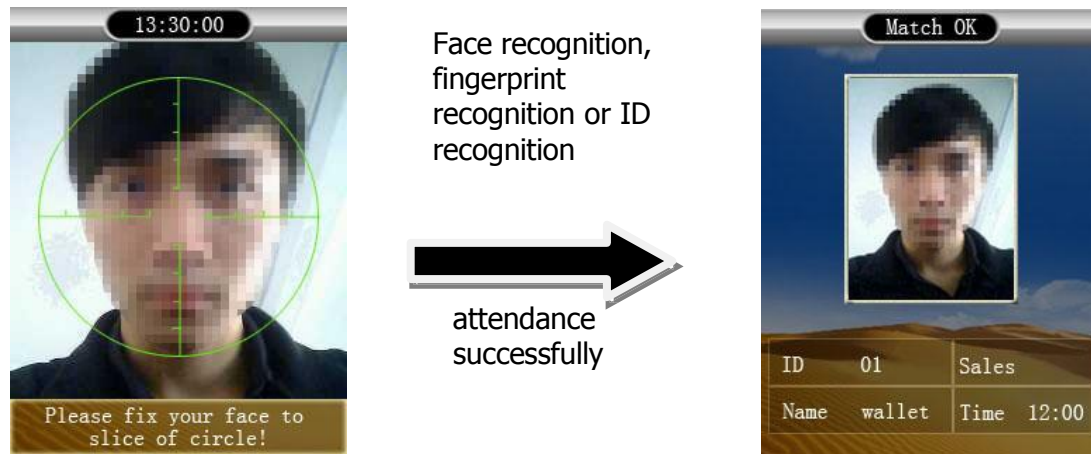 13:30:00
Please fix your face to
slice of circle!
Face recognition,
fingerprint
recognition or ID
recognition
attendance
successfully
Match OK
ID 01 Sales
Name wallet Time 12:00